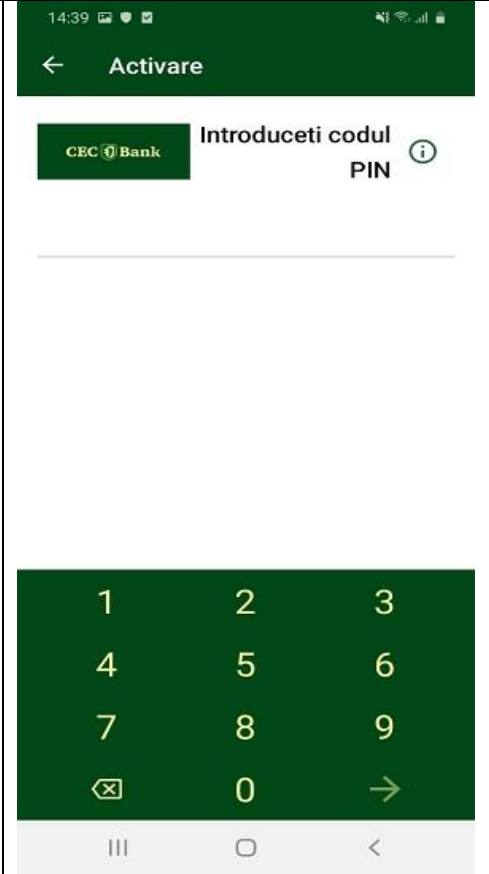 14:39
Activare
CEC Bank
Introduceti codul
PIN
1 2 3
4 5 6
7 8 9
0